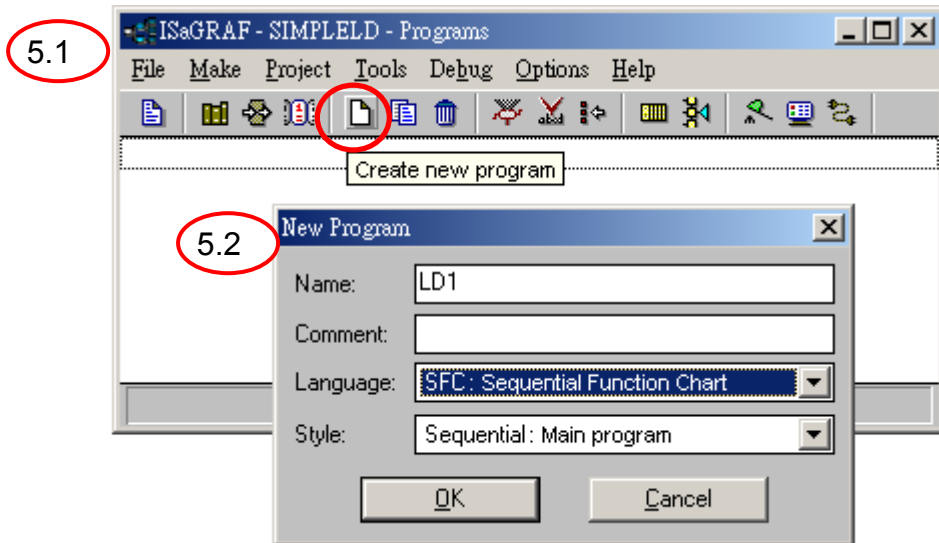 5.1
ISaGRAF - SIMPLELD - Programs
File Make Project Tools Debug Options Help
Create new program
5.2
New Program
Name: LD1
Comment:
Language: SFC : Sequential Function Chart
Style: Sequential : Main program
OK Cancel